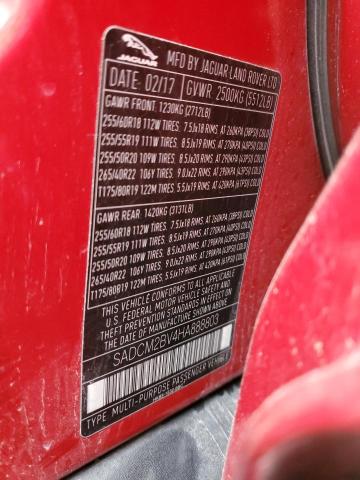 JAGUAR
MFD BY JAGUAR LAND ROVER LTD
DATE: 02/17 GVWR 2500KG (5512LB)
GAWR FRONT: 1230KG (2712LB)
255/60R18 112W TIRES. 7.5JX18 RIMS. AT 260KPA (38PSI) COLD
255/55R19 111W TIRES. 8.5JX19 RIMS. AT 270KPA (40PSI) COLD
255/50R20 109W TIRES. 8.5JX20 RIMS. AT 290KPA (42PSI) COLD
265/40R22 106Y TIRES. 9.0JX22 RIMS. AT 290KPA (42PSI) COLD
T175/80R19 122M TIRES. 5.5JX19 RIMS. AT 420KPA (61PSI) COLD
GAWR REAR: 1420KG (3131LB)
255/60R18 112W TIRES. 7.5JX18 RIMS. AT 260KPA (38PSI) COLD
255/55R19 111W TIRES. 8.5JX19 RIMS. AT COLD
255/50R20 109W TIRES. 8.5JX20 RIMS. AT 290KPA COLD
265/40R22 106Y TIRES. 9.0JX22 RIMS. AT 290KPA COLD
T175/80R19 122M TIRES. 5.5JX19 RIMS. AT 420KPA (61PSI) COLD
THIS VEHICLE CONFORMS TO ALL APPLICABLE
FEDERAL MOTOR VEHICLE SAFETY AND
THEFT PREVENTION STANDARDS IN EFFECT
ON THE DATE OF MANUFACTURE SHOWN ABOVE
SADCM2BV4HA888803
TYPE: MULTI-PURPOSE PASSENGER VEHICLE